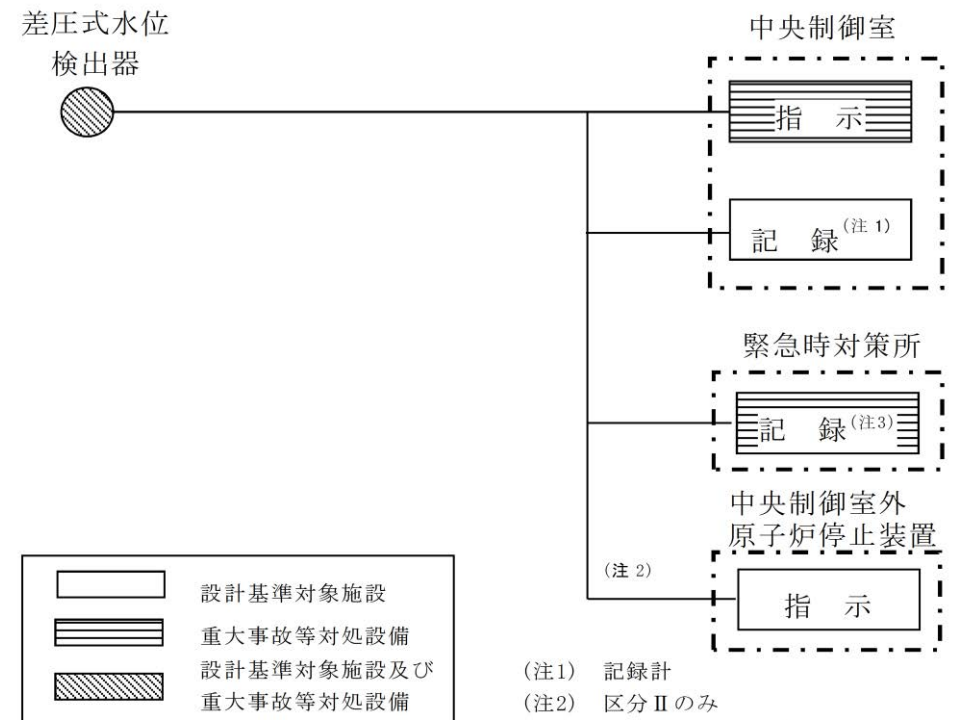 差圧式水位
検出器
中央制御室
指 示
記 録(注1)
緊急時対策所
記 録(注3)
中央制御室外
原子炉停止装置
(注2)
指 示
設計基準対象施設
重大事故等対処設備
設計基準対象施設及び
重大事故等対処設備
(注1) 記録計
(注2) 区分Ⅱのみ